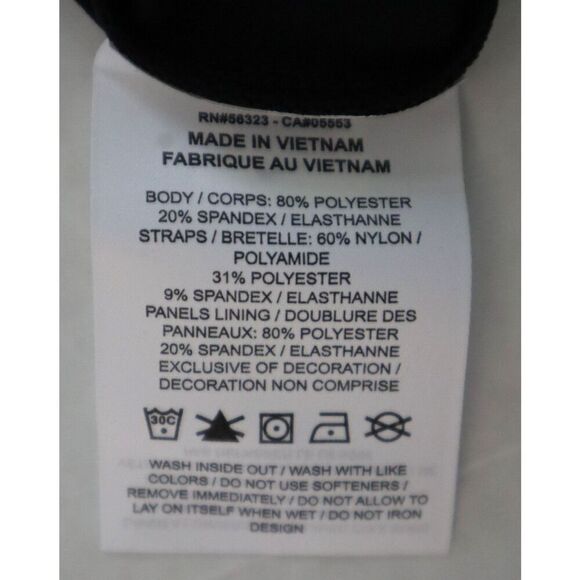 RN#56323 - CA#05553
MADE IN VIETNAM
FABRIQUE AU VIETNAM
BODY / CORPS: 80% POLYESTER
20% SPANDEX / ELASTHANNE
STRAPS / BRETELLE: 60% NYLON /
POLYAMIDE
31% POLYESTER
9% SPANDEX / ELASTHANNE
PANELS LINING / DOUBLURE DES
PANNEAUX: 80% POLYESTER
20% SPANDEX / ELASTHANNE
EXCLUSIVE OF DECORATION /
DECORATION NON COMPRISE
30C
WASH INSIDE OUT / WASH WITH LIKE
COLORS / DO NOT USE SOFTENERS /
REMOVE IMMEDIATELY / DO NOT ALLOW TO
LAY ON ITSELF WHEN WET / DO NOT IRON
DESIGN